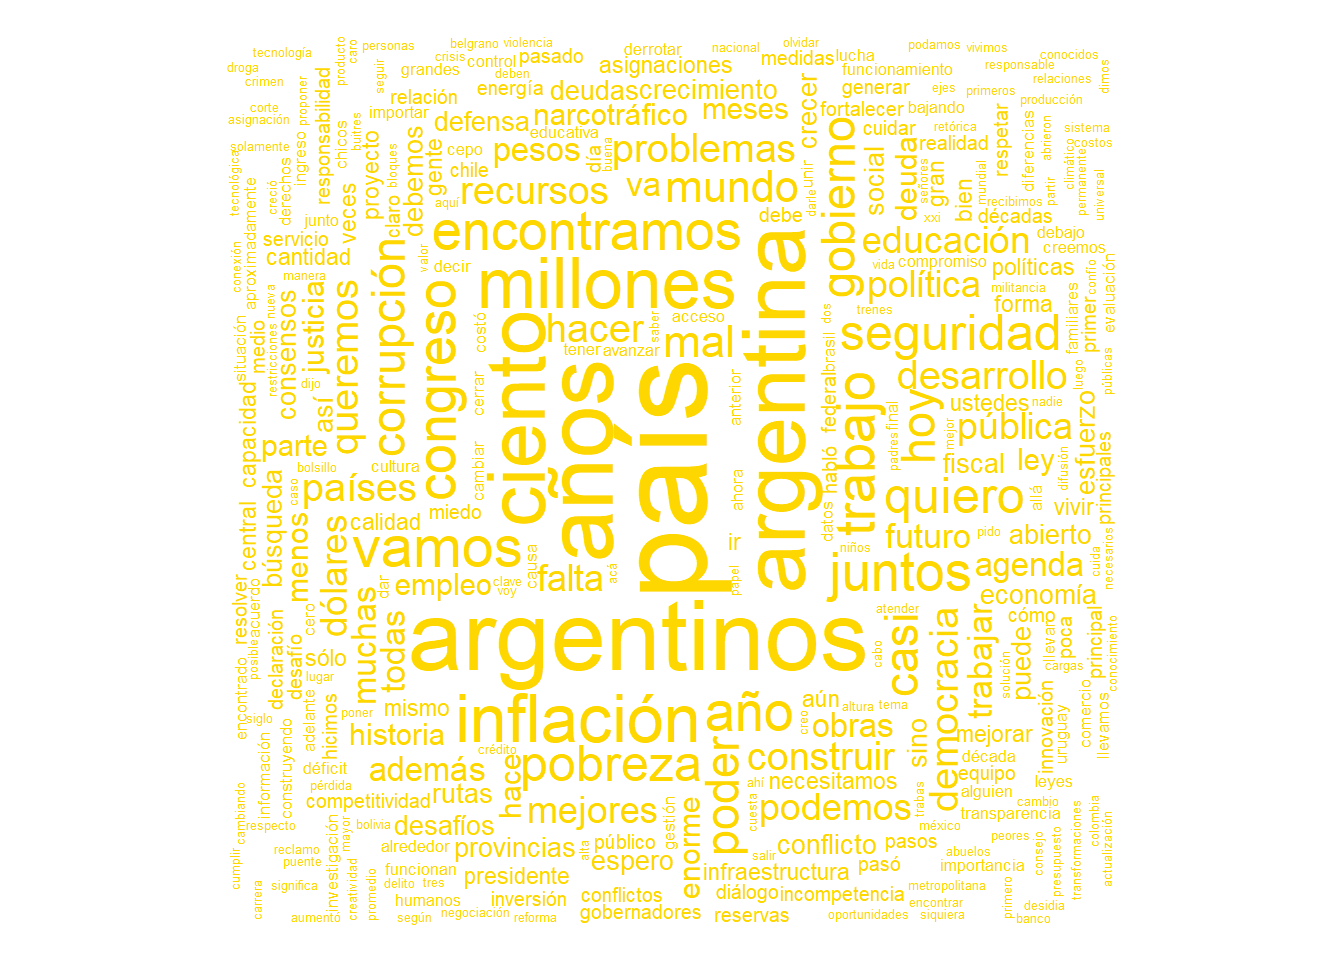 tecnología
caro
producto
personas
belgrano
violencia
derrotar
nacional
olvidar
podamos
vivimos
conocidos
dimos
droga
crimen
seguir
grandes
crisis
control
deben
pasado
asignaciones
medidas
lucha
funcionamiento
responsable
relaciones
corte
asignación
proponer
responsabilidad
buitres
relación
energía
deudas
crecimiento
crecer
generar
ejes
primeros
producción
importar
defensa
narcotráfico
meses
fortalecer
bajando
solamente
ingreso
chicos
proyecto
bloques
debemos
gente
cepo
educativa
pesos
día
buena
problemas
unir
cuidar
retórica
realidad
respetar
diferencias
abrieron
sistema
costos
tecnológica
creció
derechos
claro
chile
aquí
recursos
va
mundo
darle
gobierno
social
deuda
señores
gran
mundial
climático
permanente
universal
junto
veces
debe
xxi
bien
recibimos
décadas
partir
debajo
servicio
encontramos
educación
creemos
conexión
aproximadamente
cantidad
corrupción
valor
decir
millones
argentina
vida
compromiso
políticas
confío
manera
nueva
política
militancia
familiares
primer
evaluación
situación
medio
restricciones
consensos
justicia
queremos
congreso
costó
ciento
hacer
tener
avanzar
saber
acceso
mal
dos
trenes
forma
seguridad
dijo
así
cerrar
años
país
anterior
federal
brasil
desarrollo
luego
públicas
capacidad
parte
trabajo
hoy
ustedes
nadie
final
padres
mejor
esfuerzo
principales
central
bolsillo
cultura
cambiar
habló
pública
caso
países
ahora
fiscal
ley
difusión
búsqueda
menos
calidad
miedo
datos
quiero
allá
vivir
dólares
vamos
causa
ir
niños
futuro
pido
abierto
cuida
necesarios
resolver
acuerdo
posible
dar
empleo
clave
voy
falta
acá
papel
juntos
agenda
economía
encontrado
declaración
desafío
cero
muchas
todas
argentinos
atender
cabo
casi
democracia
trabajar
cómo
puede
llevaron
poca
principal
conocimiento
sólo
lugar
solución
cargas
siglo
adelante
hicimos
poner
mismo
inflación
año
aún
altura
tema
sino
innovación
uruguay
comercio
llevamos
información
construyendo
historia
crédito
creo
obras
mejorar
déficit
además
pobreza
poder
construir
década
cambiando
pérdida
hace
ahí
necesitamos
equipo
leyes
competitividad
rutas
trabas
alguien
cambio
respecto
mayor
bolivia
desafíos
mejores
gestión
enorme
cuesta
podemos
méxico
transparencia
colombia
reclamo
investigación
alrededor
provincias
alta
público
salir
conflicto
pasos
peores
consejo
presupuesto
transformaciones
actualización
cumplir
puente
funcionan
espero
pasó
abuelos
importancia
carrera
significa
creatividad
promedio
delito
tres
presidente
infraestructura
metropolitana
humanos
inversión
conflictos
diálogo
incompetencia
encontrar
primero
desidia
aumento
según
negociación
reforma
gobernadores
reservas
oportunidades
siquiera
banco